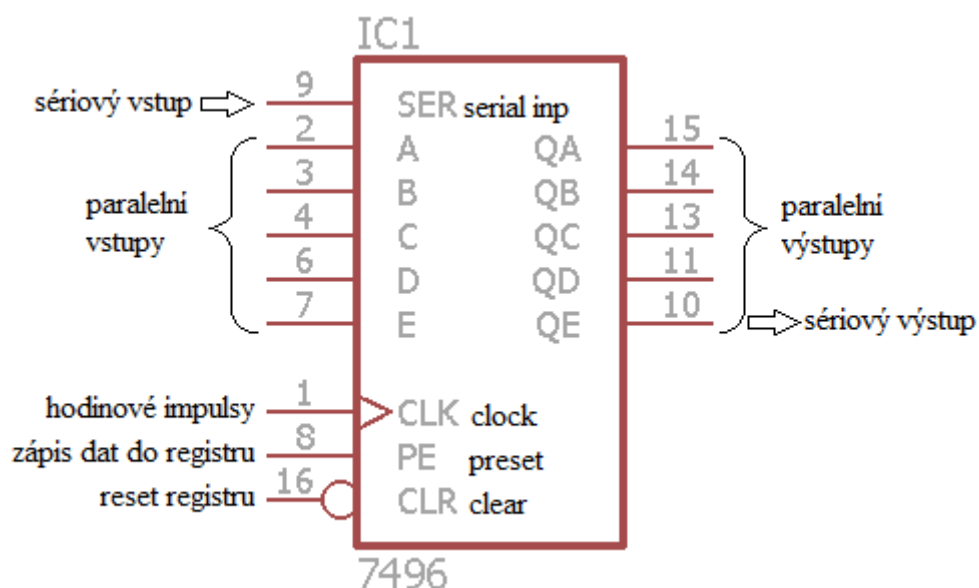 IC1
sériový vstup
9
SER serial inp
2
A
QA
15
3
B
QB
14
paralelní
vstupy
4
C
QC
13
paralelní
výstupy
6
D
QD
11
7
E
QE
10
sériový výstup
hodinové impulsy
1
CLK clock
zápis dat do registru
8
PE preset
reset registru
16
CLR clear
7496